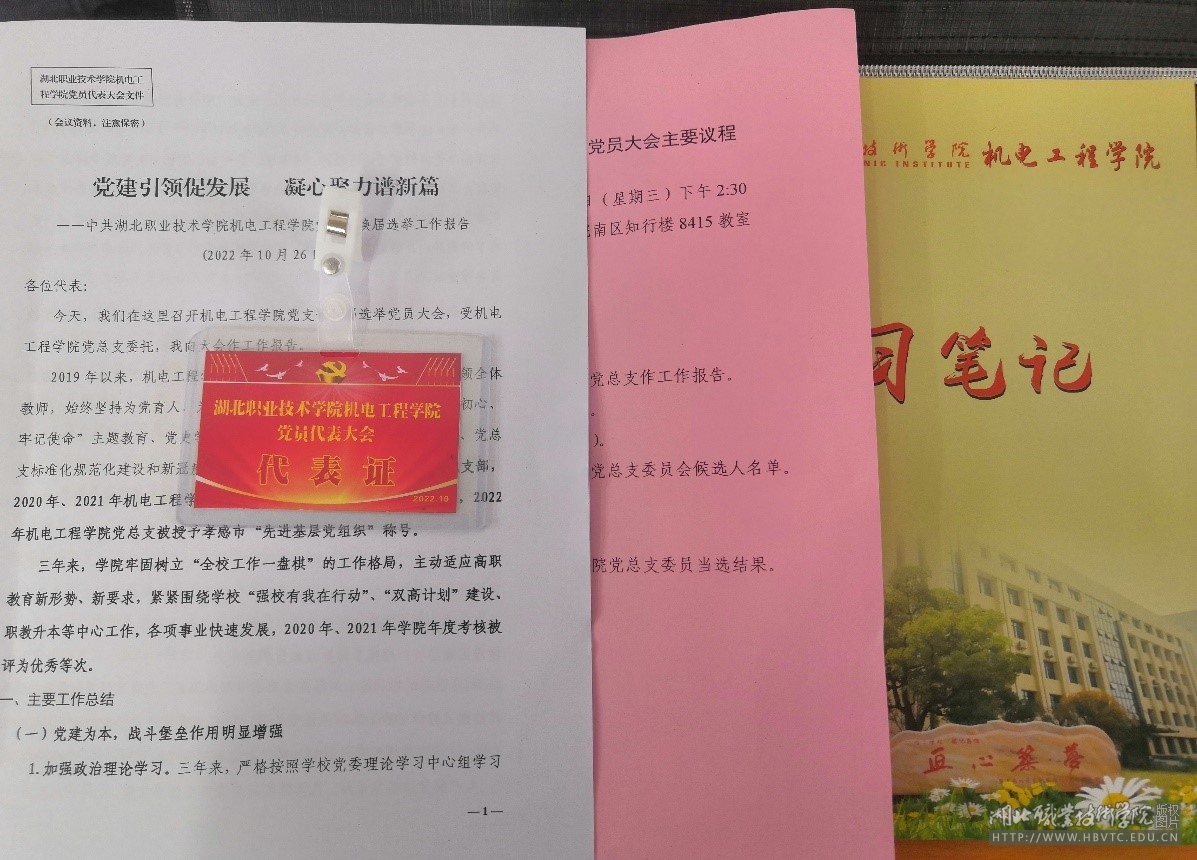 湖北职业技术学院机电工
程学院党员代表大会文件
（会议资料，注意保密）
党建引领促发展 凝心聚力谱新篇
——中共湖北职业技术学院机电工程学院 换届选举工作报告
(2022 年 10 月 26
各位代表：
今天，我们在这里召开机电工程学院党支 选举党员大会，受机电
工程学院党总支委托，我向大会作工作报告。
2019 年以来，机电工程 领全体
教师，始终坚持为党育人、 初心、
牢记使命”主题教育、党史 、党总
支标准化规范化建设和新冠 支部，
2020 年、2021 年机电工程学 ，2022
年机电工程学院党总支被授予孝感市“先进基层党组织”称号。
三年来，学院牢固树立“全校工作一盘棋”的工作格局，主动适应高职
教育新形势、新要求，紧紧围绕学校“强校有我在行动”、“双高计划”建设、
职教升本等中心工作，各项事业快速发展，2020 年、2021 年学院年度考核被
评为优秀等次。
一、主要工作总结
（一）党建为本，战斗堡垒作用明显增强
1.加强政治理论学习。三年来，严格按照学校党委理论学习中心组学习
—1—
湖北职业技术学院机电工程学院
党员代表大会
代表证
2022.10
党员大会主要议程
（星期三）下午 2:30
南区知行楼 8415 教室
党总支作工作报告。
。
）。
党总支委员会候选人名单。
院党总支委员当选结果。
技術学院 机电工程学院
NIC INSTITUTE
习笔记
湖北职业技术学院 版权图片
HTTP://WWW.HBVTC.EDU.CN